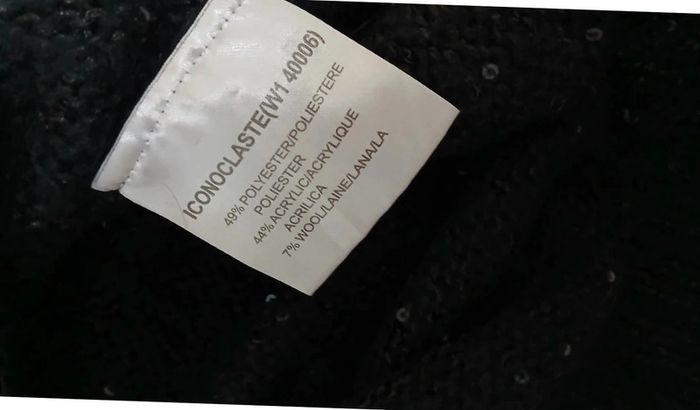 ICONOCLASTE(W1 40006)
49% POLYESTER/POLIESTERE
POLIESTER
44% ACRYLIC/ACRYLIQUE
ACRILICA
7% WOOL/LAINE/LANA/LA